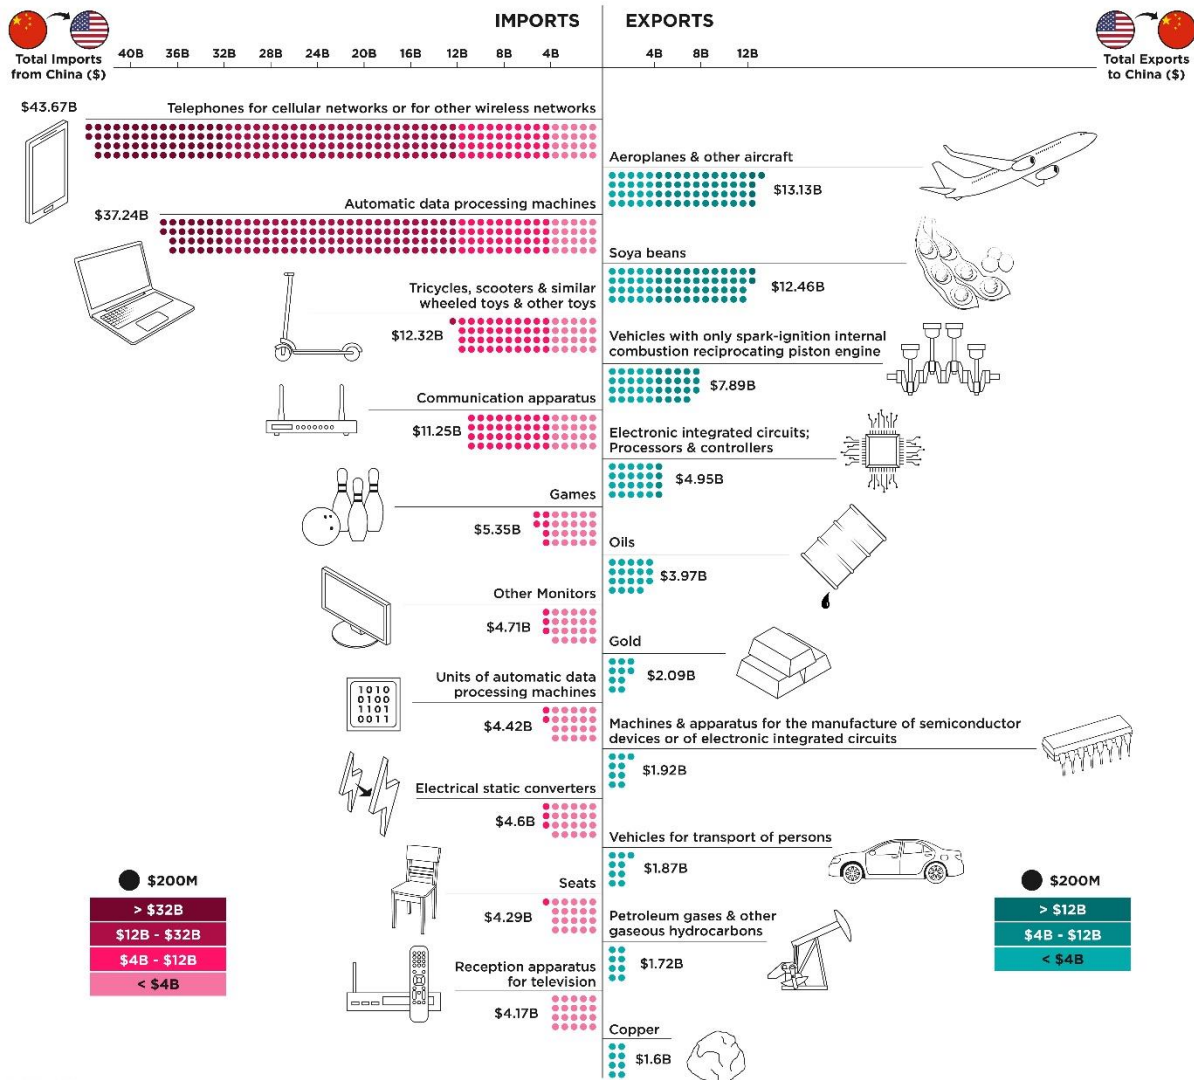 IMPORTS
EXPORTS
Total Imports
from China ($)
40B 36B 32B 28B 24B 20B 16B 12B 8B 4B
4B 8B 12B
Total Exports
to China ($)
$43.67B
Telephones for cellular networks or for other wireless networks
Aeroplanes & other aircraft
$13.13B
Automatic data processing machines
$37.24B
Soya beans
$12.46B
Tricycles, scooters & similar
wheeled toys & other toys
$12.32B
Vehicles with only spark-ignition internal
combustion reciprocating piston engine
$7.89B
Communication apparatus
$11.25B
Electronic integrated circuits;
Processors & controllers
$4.95B
Games
$5.35B
Oils
$3.97B
Other Monitors
$4.71B
Gold
$2.09B
Units of automatic data
processing machines
1010
0100
1101
0011
$4.42B
Machines & apparatus for the manufacture of semiconductor
devices or of electronic integrated circuits
$1.92B
Electrical static converters
$4.6B
Vehicles for transport of persons
$1.87B
Seats
$4.29B
Petroleum gases & other
gaseous hydrocarbons
$1.72B
Reception apparatus
for television
$4.17B
Copper
$1.6B
$200M
> $32B
$12B - $32B
$4B - $12B
< $4B
$200M
> $12B
$4B - $12B
< $4B